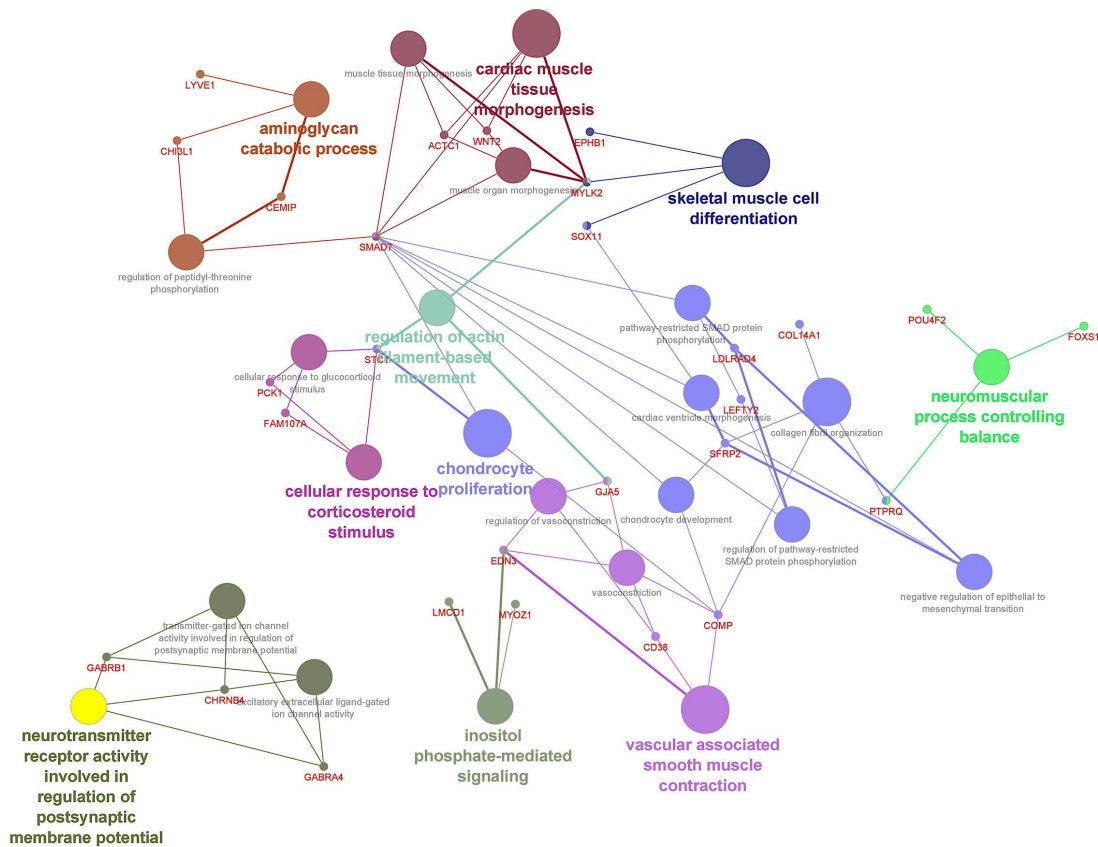 muscle tissue morphogenesis
cardiac muscle
tissue
morphogenesis
LYVE1
aminoglycan
catabolic process
CHI3L1
ACTC1
WNT2
EPHB1
muscle organ morphogenesis
MYLK2
skeletal muscle cell
differentiation
CEMIP
SOX11
SMAD7
regulation of peptidyl-threonine
phosphorylation
regulation of actin
filament-based
movement
pathway-restricted SMAD protein
phosphorylation
COL14A1
POU4F2
FOXS1
LDLRAD4
STC1
cellular response to glucocorticoid
stimulus
PCK1
FAM107A
neuromuscular
process controlling
balance
cardiac ventricle morphogenesis
LEFTY2
collagen fibril organization
SFRP2
chondrocyte
proliferation
cellular response to
corticosteroid
stimulus
GJA5
regulation of vasoconstriction
chondrocyte development
PTPRQ
regulation of pathway-restricted
SMAD protein phosphorylation
EDN3
vasoconstriction
negative regulation of epithelial to
mesenchymal transition
LMCD1
MYOZ1
COMP
CD38
transmitter-gated ion channel
activity involved in regulation of
postsynaptic membrane potential
GABRB1
CHRNB4
excitatory extracellular ligand-gated
ion channel activity
neurotransmitter
receptor activity
involved in
regulation of
postsynaptic
membrane potential
GABRA4
inositol
phosphate-mediated
signaling
vascular associated
smooth muscle
contraction